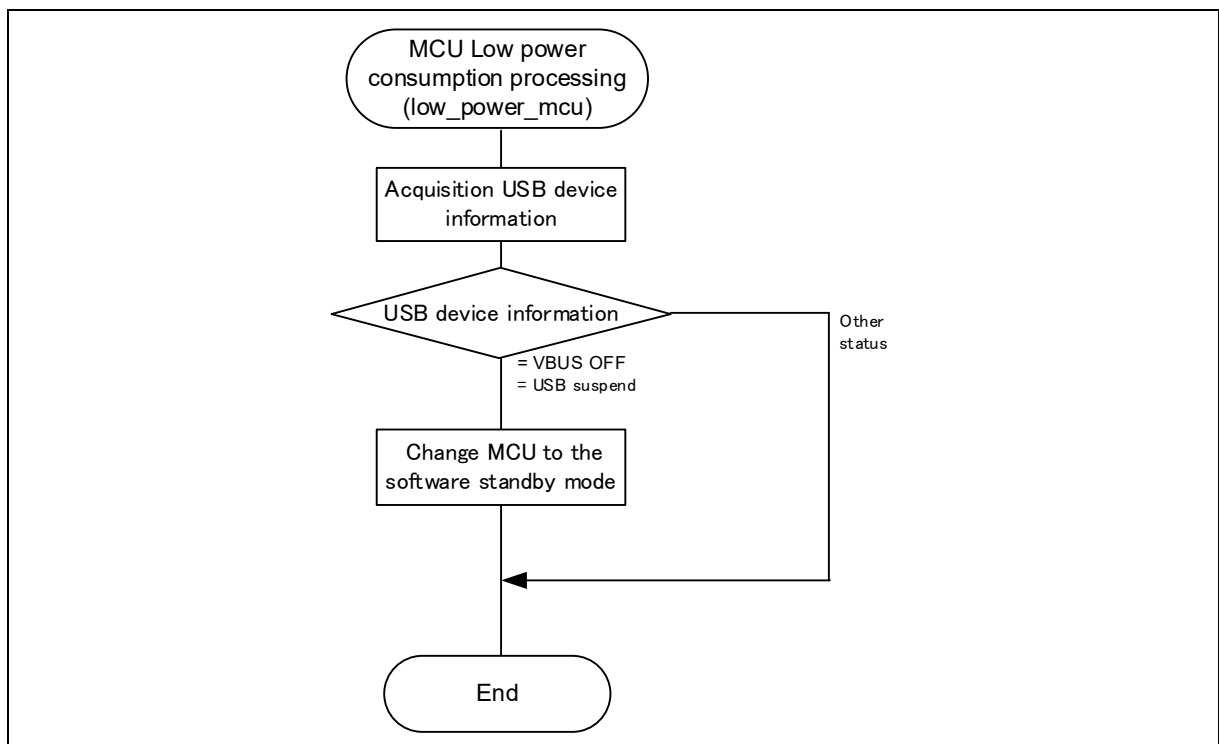 MCU Low power
consumption processing
(low_power_mcu)
Acquisition USB device
information
USB device information
Other
status
= VBUS OFF
= USB suspend
Change MCU to the
software standby mode
End